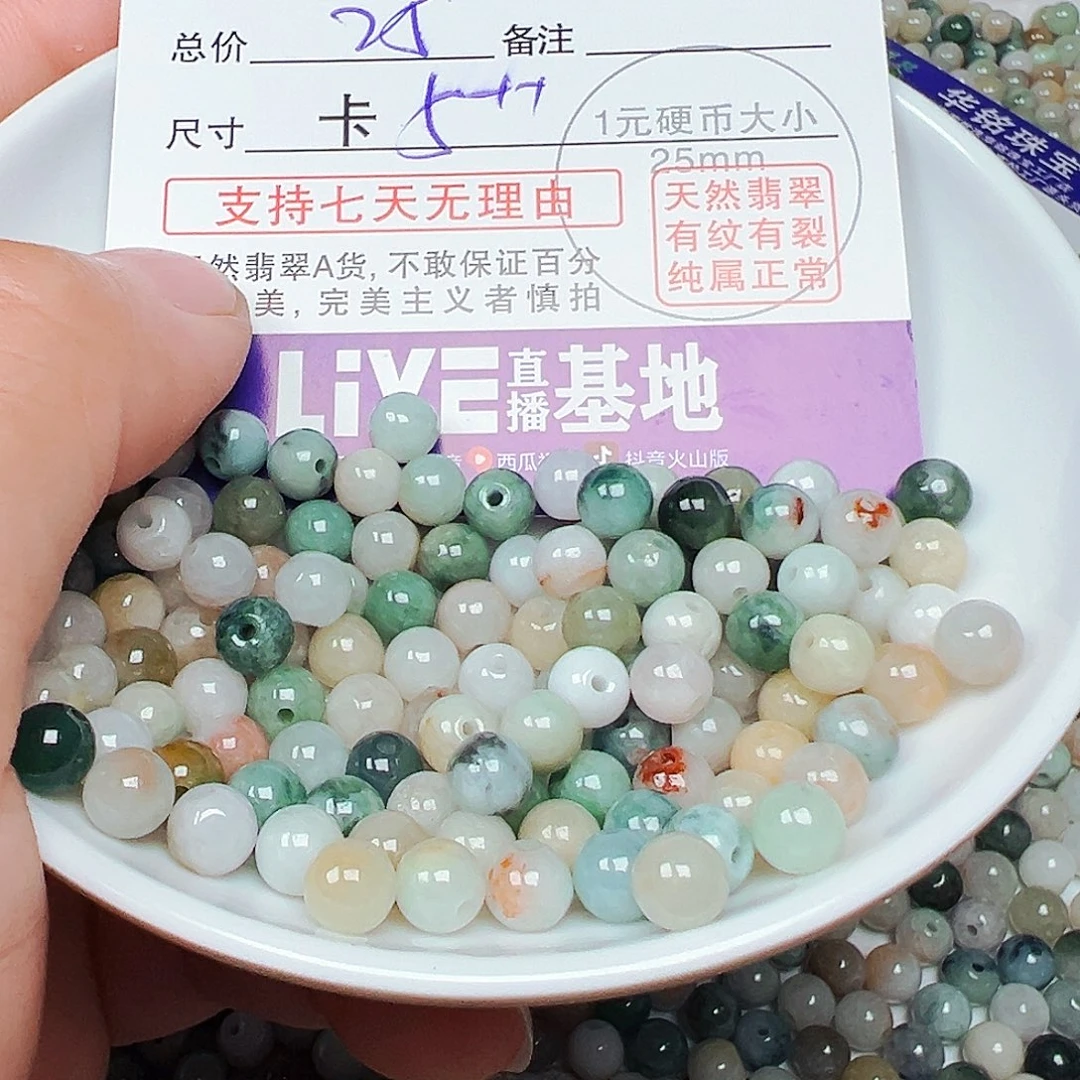 总价 25 备注
尺寸 卡 5-
1元硬币大小
25mm
支持七天无理由
天然翡翠
有纹有裂
纯属正常
然翡翠A货, 不敢保证百分
美, 完美主义者慎拍
LiVE 直播 基地
西瓜 抖音火山版
华铭珠宝